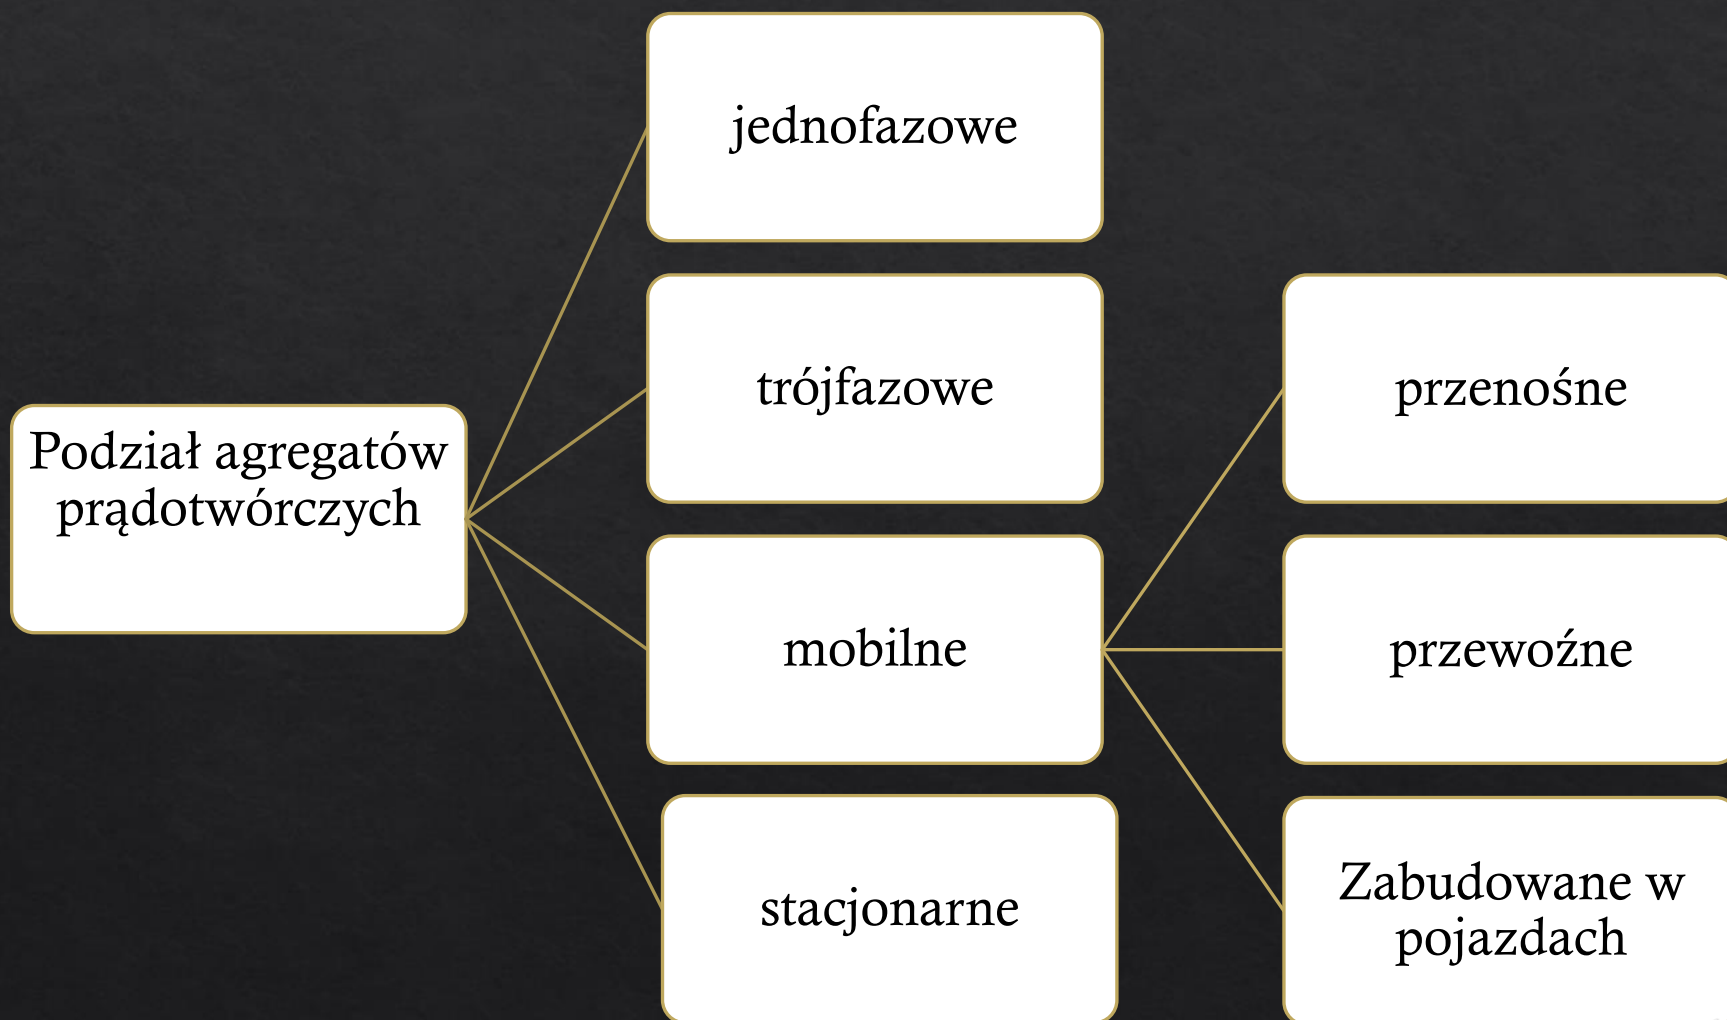 Podział agregatów
prądotwórczych
jednofazowe
trójfazowe
mobilne
stacjonarne
przenośne
przewoźne
Zabudowane w
pojazdach